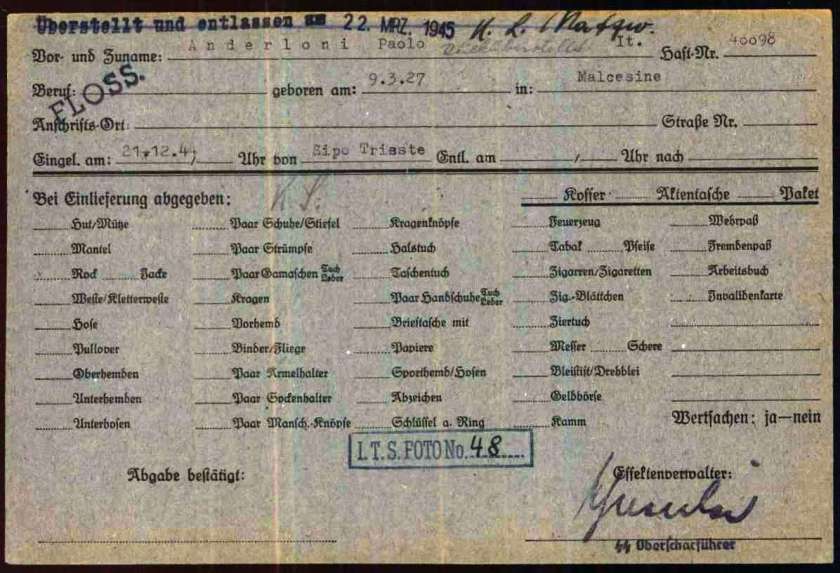 Überstellt und entlassen am 22. MRZ. 1945 K. L.
Vor- und Zuname: Anderloni Paolo It. Haft-Nr. 40098
FLOSS.
Beruf: geboren am: 9.3.27 in: Malcesine
Anschrifts-Ort: Straße Nr.
Eingel. am: 21.12.44, Uhr von Sipo Trieste Entl. am , Uhr nach
Bei Einlieferung abgegeben: Koffer Aktentasche Paket
Hut/Mütze Paar Schuhe/Stiefel Kragenknöpfe Feuerzeug Wehrpaß
Mantel Paar Strümpfe Halstuch Tabak Pfeife Fremdenpaß
Rock Jacke Paar Gamaschen Tuch Leder Taschentuch Zigarren/Zigaretten Arbeitsbuch
Weste/Kletterweste Kragen Paar Handschuhe Tuch Leder Zig.-Blättchen Invalidenkarte
Hose Vorhemd Brieftasche mit Ziertuch
Pullover Binder/Fliege Papiere Messer Schere
Oberhemden Paar Ärmelhalter Sporthemd/Hosen Bleistift/Drehblei
Unterhemden Paar Sockenhalter Abzeichen Geldbörse
Unterhosen Paar Mansch.-Knöpfe Schlüssel a. Ring Kamm Wertsachen: ja—nein
I.T.S. FOTO No. 48
Abgabe bestätigt: Effektenverwalter:
SS Oberscharführer